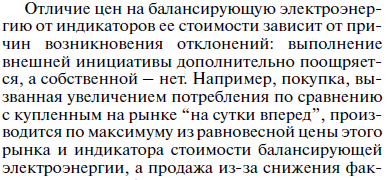 Отличие цен на балансирующую электроэнер-
гию от индикаторов ее стоимости зависит от при-
чин возникновения отклонений: выполнение
внешней инициативы дополнительно поощряет-
ся, а собственной – нет. Например, покупка, вы-
званная увеличением потребления по сравнению
с купленным на рынке “на сутки вперед”, произ-
водится по максимуму из равновесной цены этого
рынка и индикатора стоимости балансирующей
электроэнергии, а продажа из-за снижения фак-